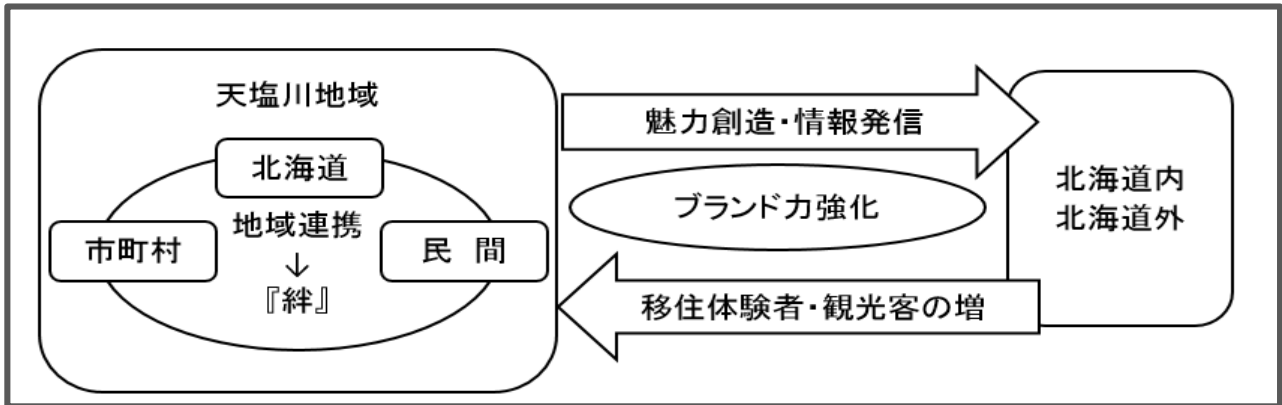 天塩川地域
北海道
市町村
地域連携
↓
『絆』
民　間
魅力創造・情報発信
ブランド力強化
移住体験者・観光客の増
北海道内
北海道外